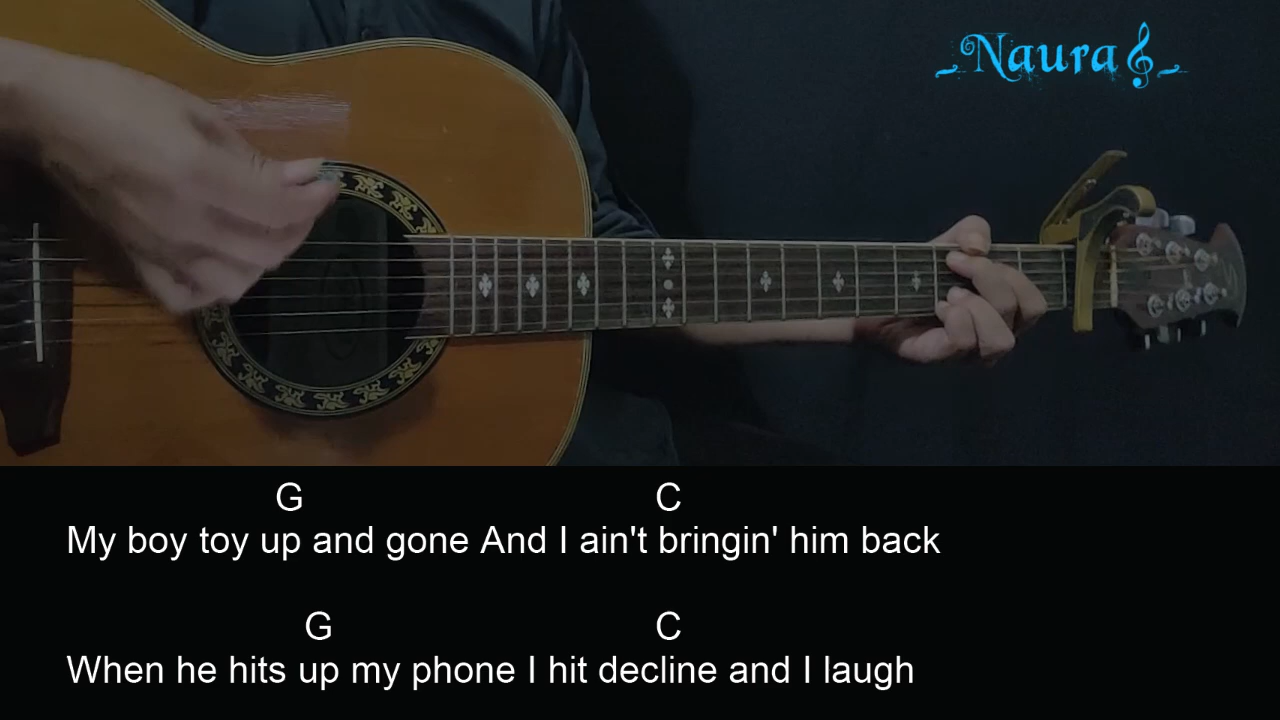 Naura
G C
My boy toy up and gone And I ain't bringin' him back
G C
When he hits up my phone I hit decline and I laugh